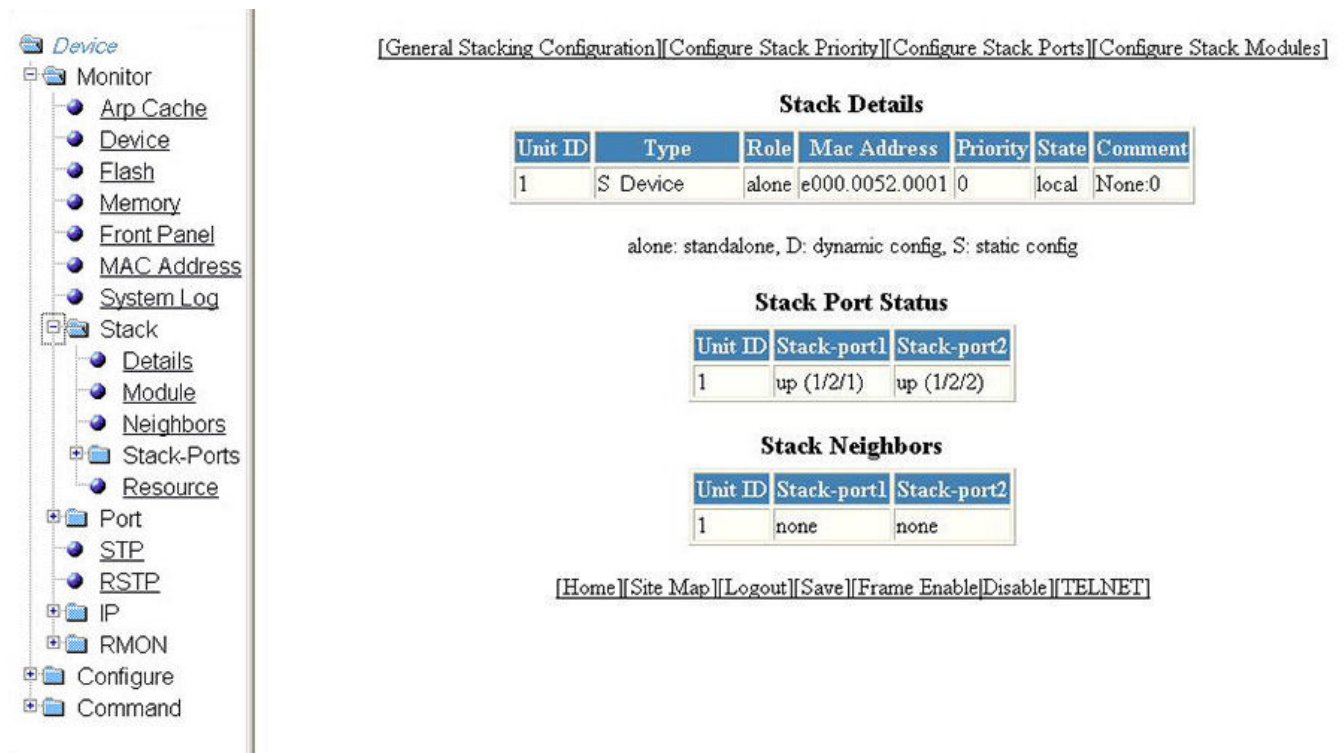 Device
Monitor
Arp Cache
Device
Flash
Memory
Front Panel
MAC Address
System Log
Stack
Details
Module
Neighbors
Stack-Ports
Resource
Port
STP
RSTP
IP
RMON
Configure
Command
[General Stacking Configuration][Configure Stack Priority][Configure Stack Ports][Configure Stack Modules]
Stack Details
Unit ID Type Role Mac Address Priority State Comment
1 S Device alone e000.0052.0001 0 local None:0
alone: standalone, D: dynamic config, S: static config
Stack Port Status
Unit ID Stack-port1 Stack-port2
1 up (1/2/1) up (1/2/2)
Stack Neighbors
Unit ID Stack-port1 Stack-port2
1 none none
[Home][Site Map][Logout][Save][Frame Enable|Disable][TELNET]